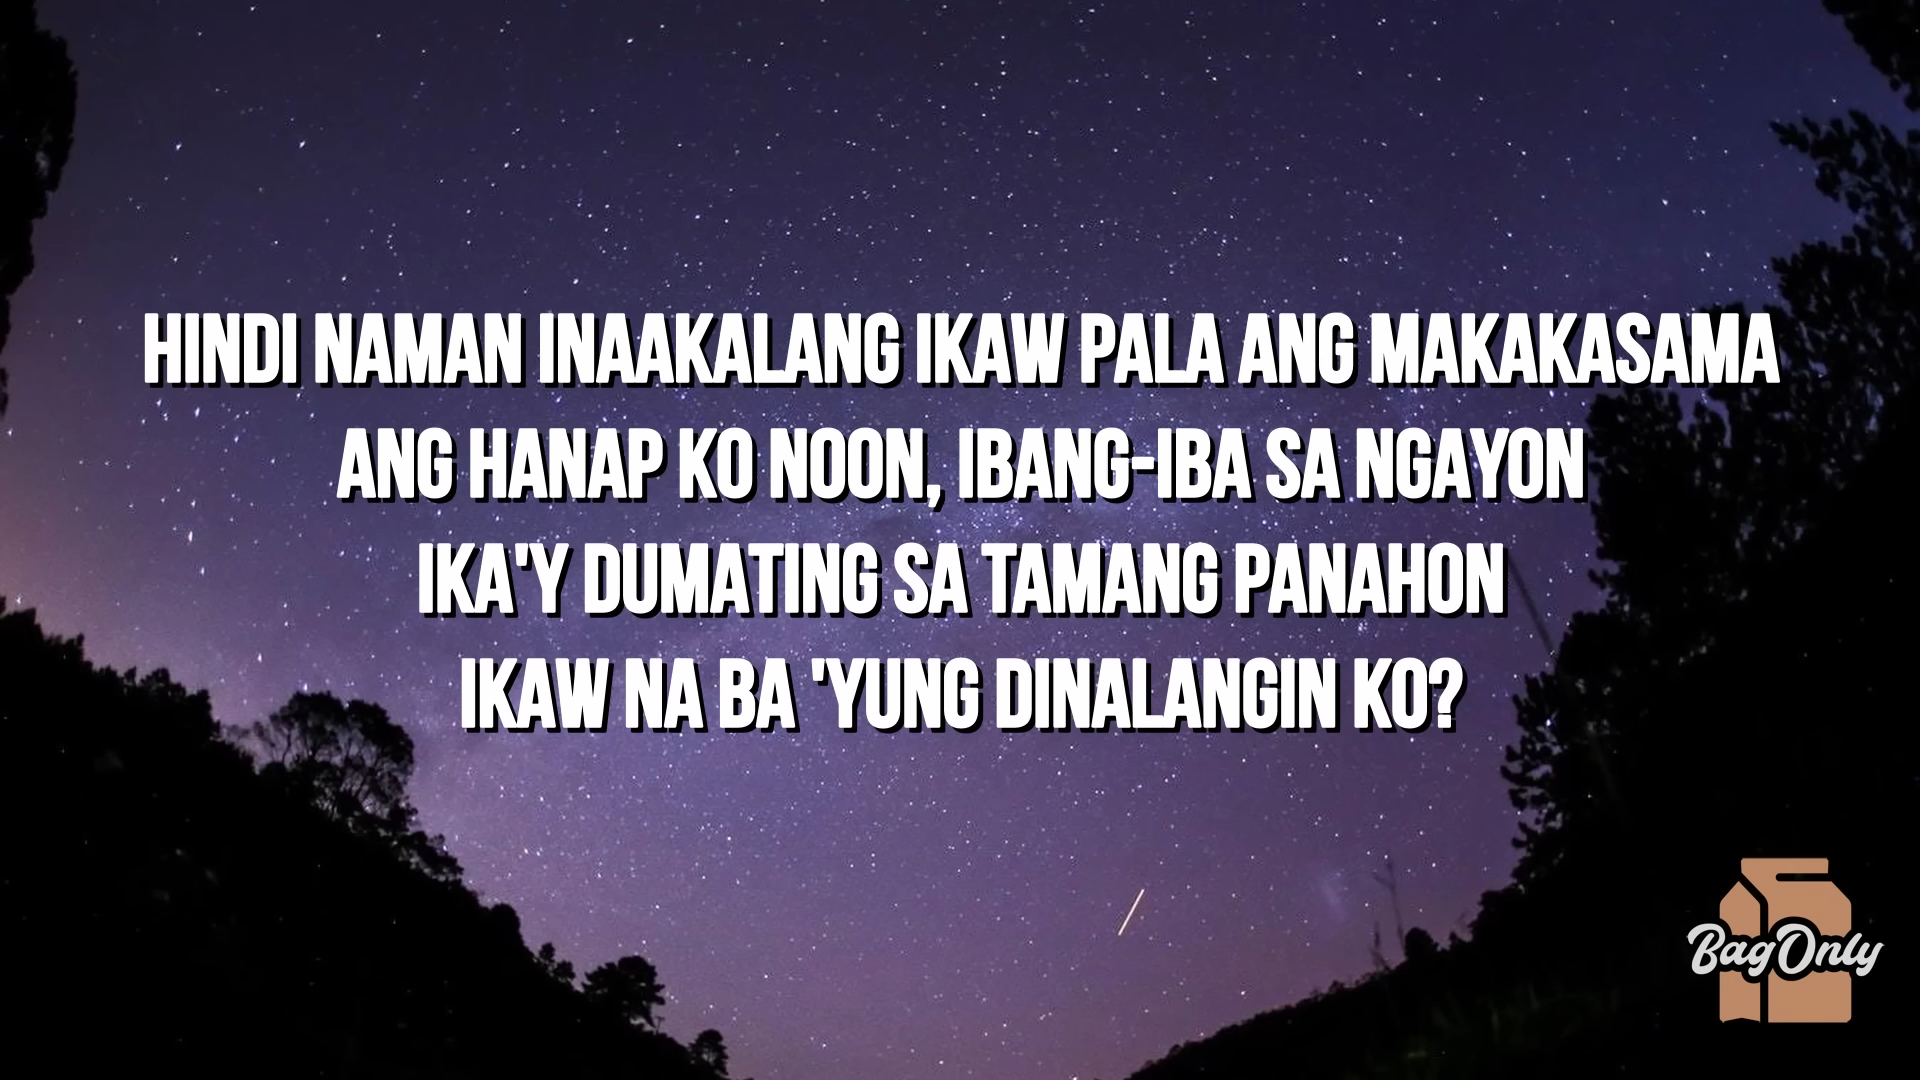 HINDI NAMAN INAAKALANG IKAW PALA ANG MAKAKASAMA
ANG HANAP KO NOON, IBANG-IBA SA NGAYON
IKA'Y DUMATING SA TAMANG PANAHON
IKAW NA BA 'YUNG DINALANGIN KO?
BagOnly